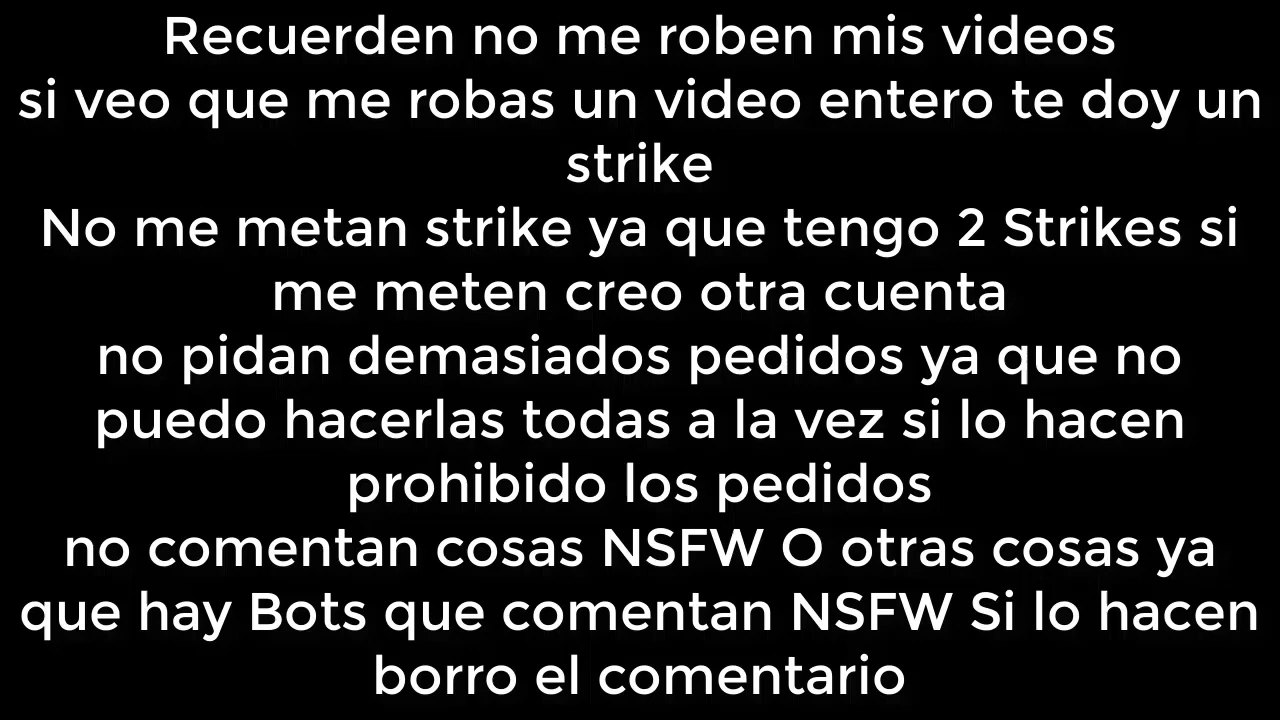 Recuerden no me roben mis videos
si veo que me robas un video entero te doy un
strike
No me metan strike ya que tengo 2 Strikes si
me meten creo otra cuenta
no pidan demasiados pedidos ya que no
puedo hacerlas todas a la vez si lo hacen
prohibido los pedidos
no comentan cosas NSFW O otras cosas ya
que hay Bots que comentan NSFW Si lo hacen
borro el comentario